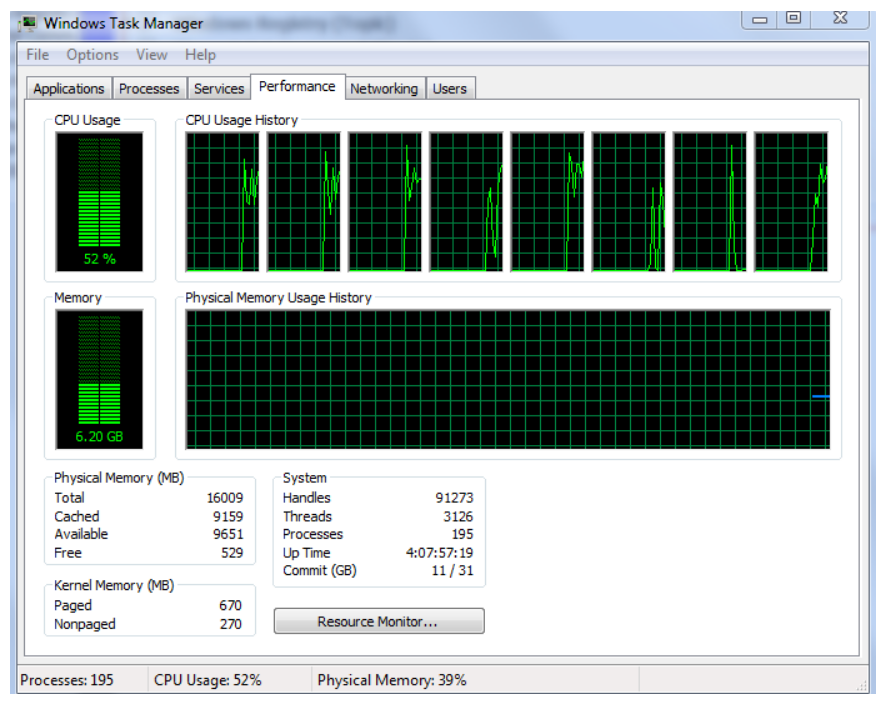 Windows Task Manager
File Options View Help
Applications Processes Services Performance Networking Users
CPU Usage CPU Usage History
52 %
Memory Physical Memory Usage History
6.20 GB
Physical Memory (MB)
Total 16009
Cached 9159
Available 9651
Free 529
Kernel Memory (MB)
Paged 670
Nonpaged 270
System
Handles 91273
Threads 3126
Processes 195
Up Time 4:07:57:19
Commit (GB) 11 / 31
Resource Monitor...
Processes: 195 CPU Usage: 52% Physical Memory: 39%